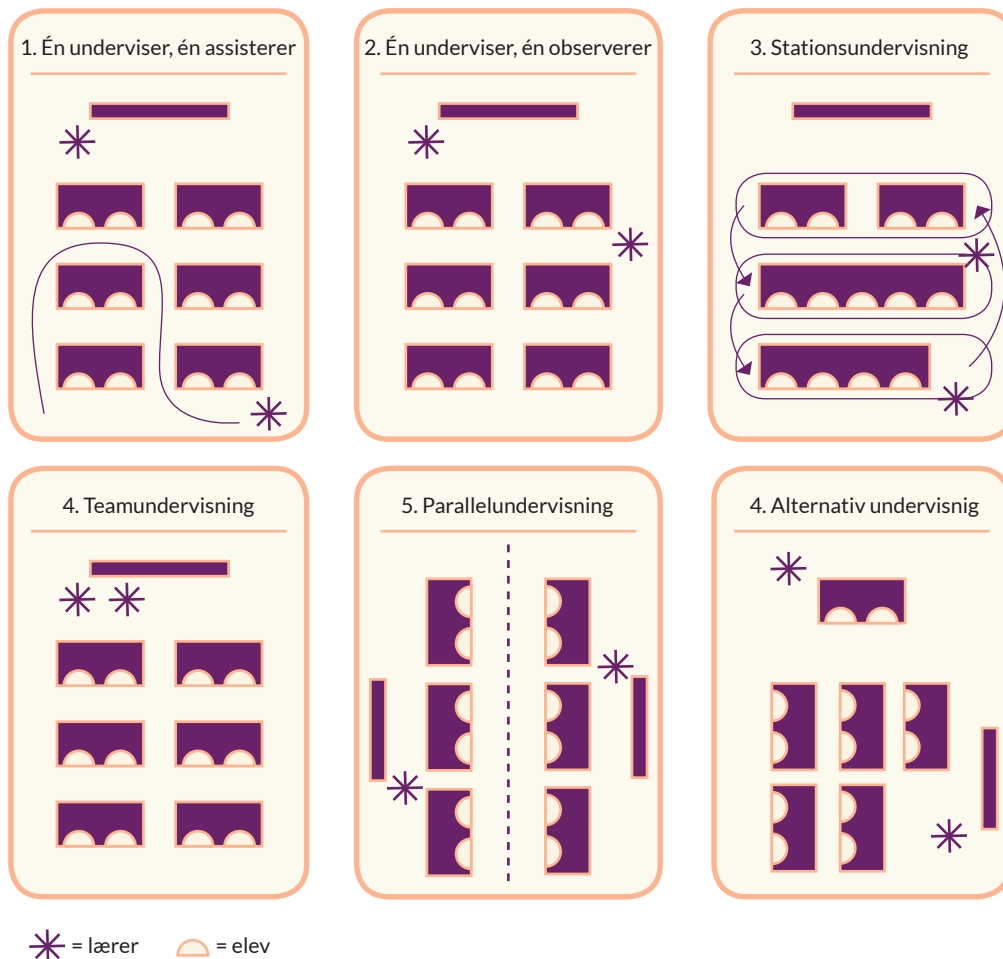 1. Én underviser, én assisterer
2. Én underviser, én observerer
3. Stationsundervisning
4. Teamundervisning
5. Parallelundervisning
4. Alternativ undervisnig
= lærer
= elev